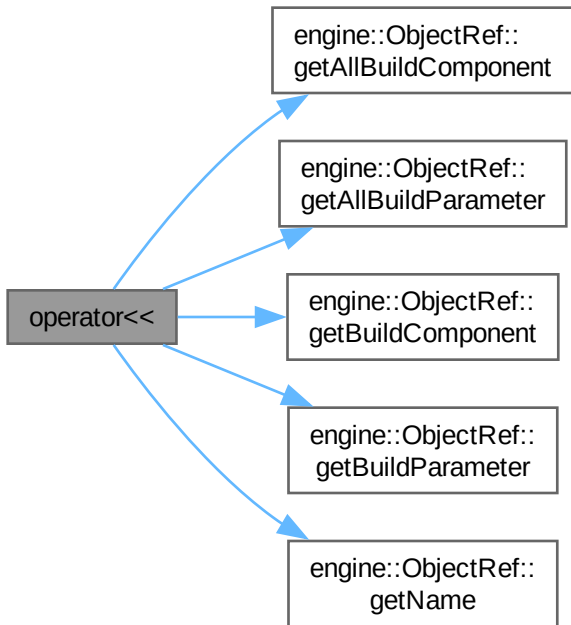 engine::ObjectRef::
getAllBuildComponent
engine::ObjectRef::
getAllBuildParameter
operator<<
engine::ObjectRef::
getBuildComponent
engine::ObjectRef::
getBuildParameter
engine::ObjectRef::
getName